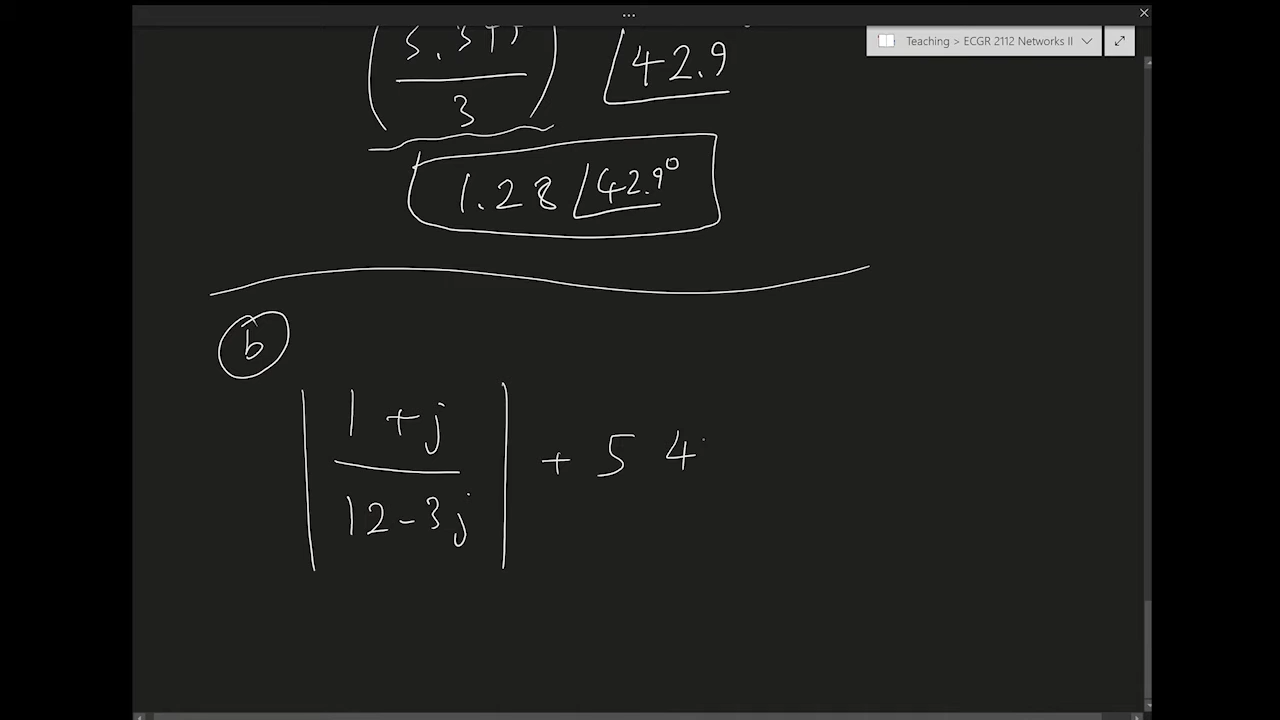 ...
Teaching > ECGR 2112 Networks II
3
42.9
1.28 /42.9°
b
1 + j
12 - 3j
+ 5 4